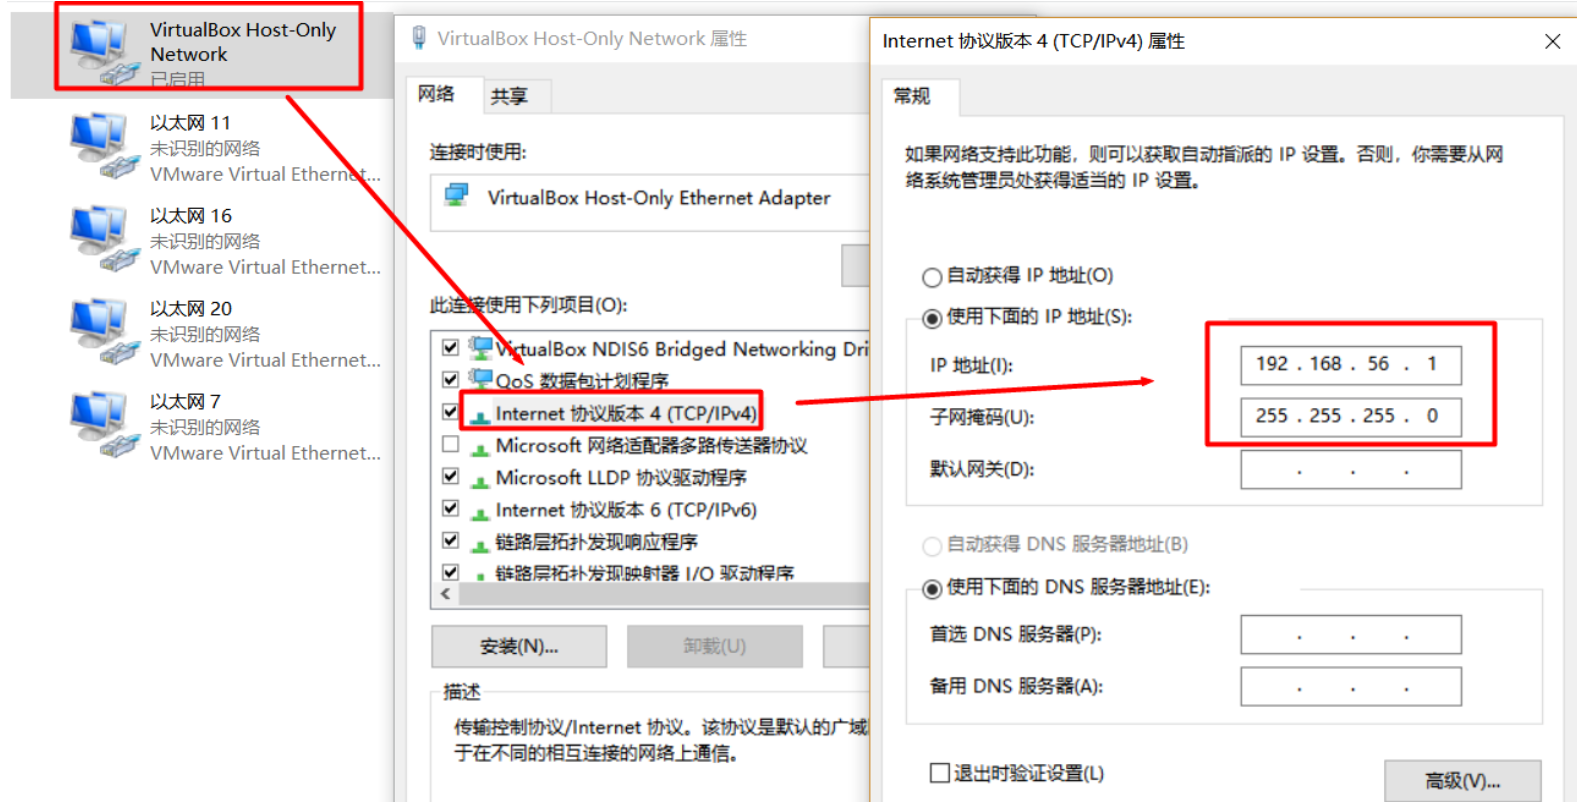 VirtualBox Host-Only
Network
已启用
以太网 11
未识别的网络
VMware Virtual Ethernet...
以太网 16
未识别的网络
VMware Virtual Ethernet...
以太网 20
未识别的网络
VMware Virtual Ethernet...
以太网 7
未识别的网络
VMware Virtual Ethernet...
VirtualBox Host-Only Network 属性
网络 共享
连接时使用:
VirtualBox Host-Only Ethernet Adapter
此连接使用下列项目(O):
VirtualBox NDIS6 Bridged Networking Dri
QoS 数据包计划程序
Internet 协议版本 4 (TCP/IPv4)
Microsoft 网络适配器多路传送器协议
Microsoft LLDP 协议驱动程序
Internet 协议版本 6 (TCP/IPv6)
链路层拓扑发现响应程序
链路层拓扑发现映射器 I/O 驱动程序
安装(N)... 卸载(U)
描述
传输控制协议/Internet 协议。该协议是默认的广域
于在不同的相互连接的网络上通信。
Internet 协议版本 4 (TCP/IPv4) 属性
常规
如果网络支持此功能，则可以获取自动指派的 IP 设置。否则，你需要从网
络系统管理员处获得适当的 IP 设置。
自动获得 IP 地址(O)
使用下面的 IP 地址(S):
IP 地址(I): 192 . 168 . 56 . 1
子网掩码(U): 255 . 255 . 255 . 0
默认网关(D): . . .
自动获得 DNS 服务器地址(B)
使用下面的 DNS 服务器地址(E):
首选 DNS 服务器(P): . . .
备用 DNS 服务器(A): . . .
退出时验证设置(L)
高级(V)...